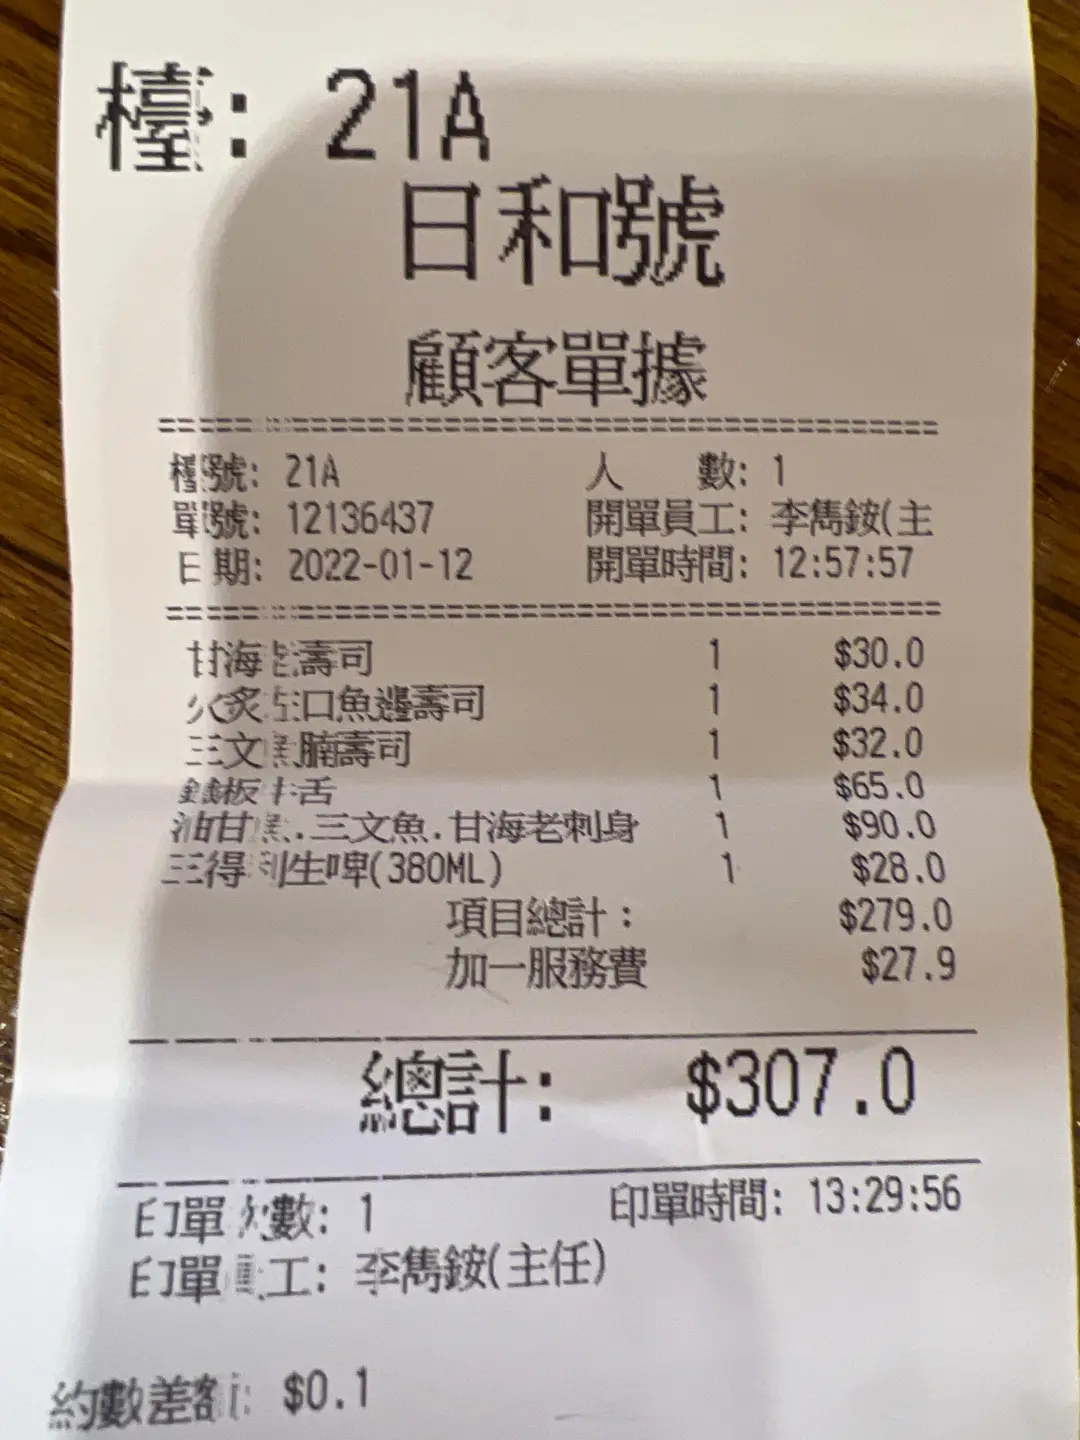 檯: 21A
日和號
顧客單據
檯號: 21A 人 數: 1
單號: 12136437 開單員工: 李雋銨(主
日期: 2022-01-12 開單時間: 12:57:57
甘海老壽司 1 $30.0
火炙左口魚邊壽司 1 $34.0
三文魚腩壽司 1 $32.0
鐵板牛舌 1 $65.0
油甘魚.三文魚.甘海老刺身 1 $90.0
三得利生啤(380ML) 1 $28.0
項目總計: $279.0
加一服務費 $27.9
總計: $307.0
印單次數: 1 印單時間: 13:29:56
印單員工: 李雋銨(主任)
約數差額: $0.1